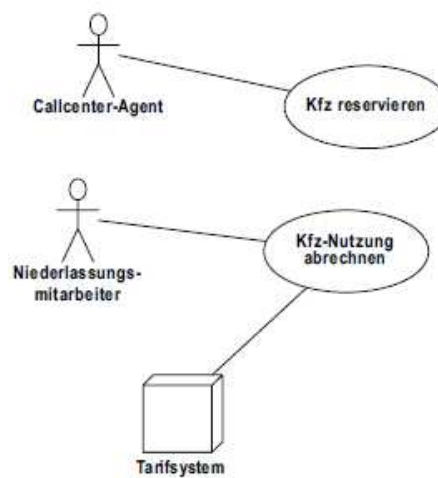 Callcenter-Agent
Kfz reservieren
Niederlassungs-
mitarbeiter
Kfz-Nutzung
abrechnen
Tarifsystem